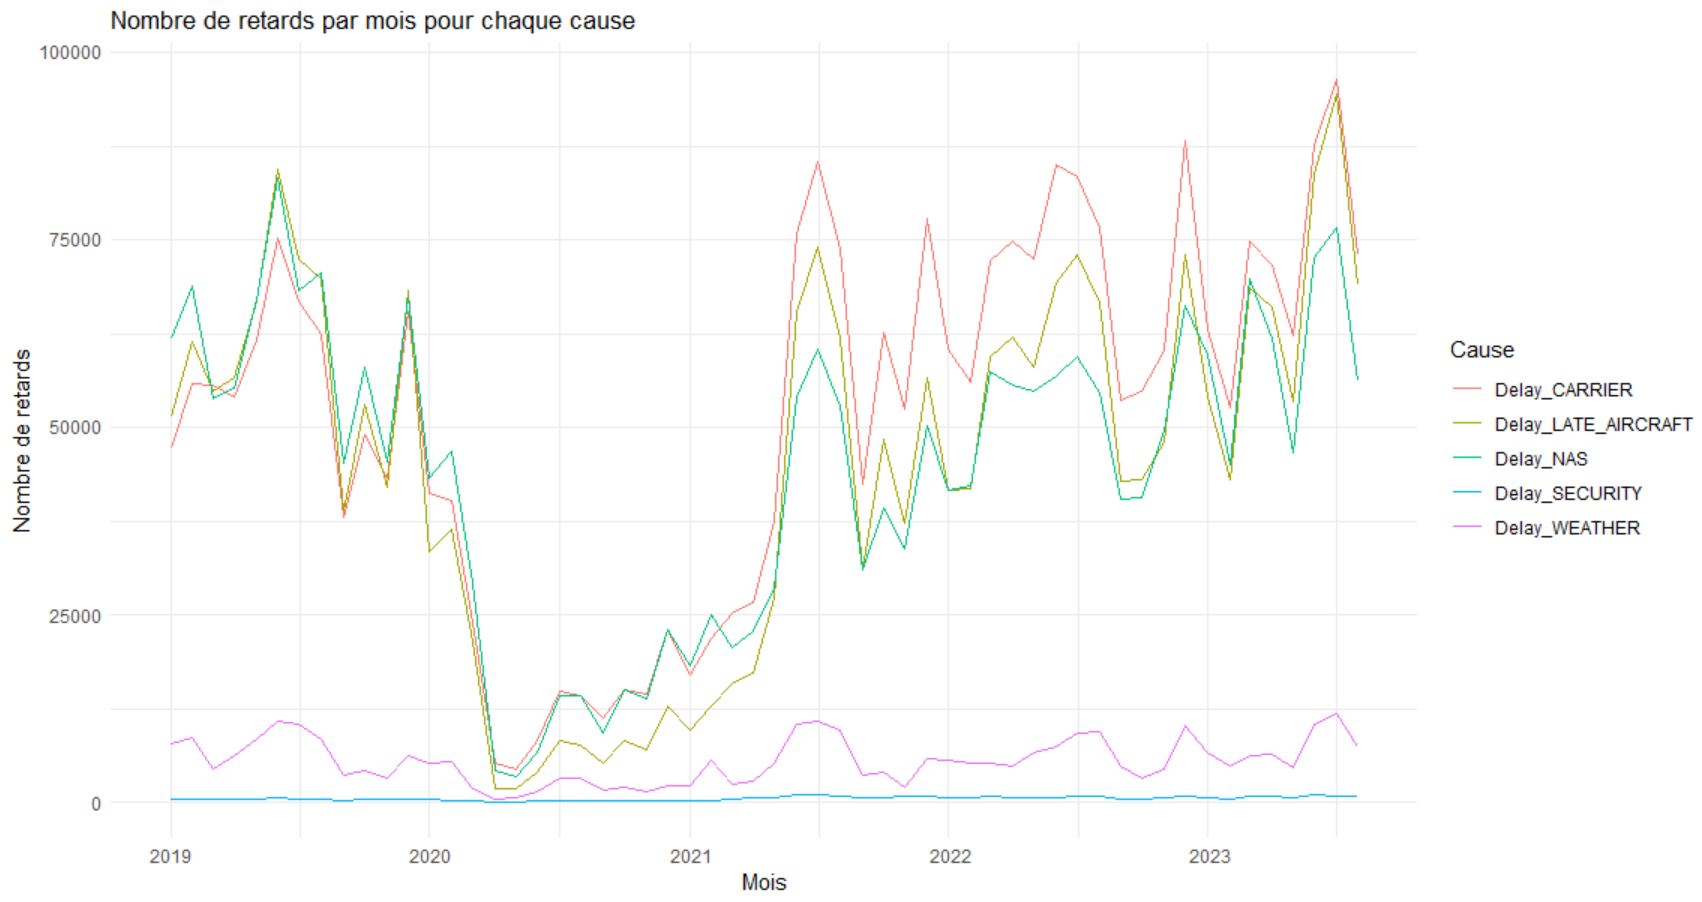 Nombre de retards par mois pour chaque cause
100000
75000
50000
25000
0
Nombre de retards
2019 2020 2021 2022 2023
Mois
Cause
Delay_CARRIER
Delay_LATE_AIRCRAFT
Delay_NAS
Delay_SECURITY
Delay_WEATHER